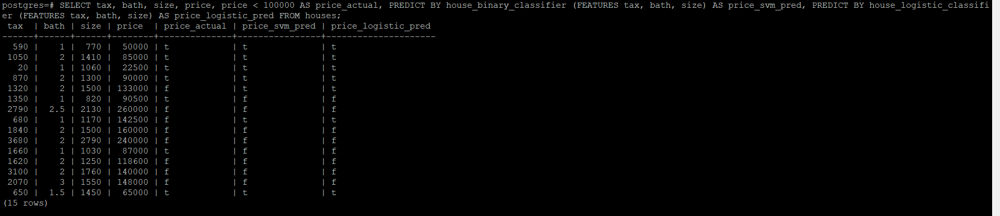 postgres=# SELECT tax, bath, size, price, price < 100000 AS price_actual, PREDICT BY house_binary_classifier (FEATURES tax, bath, size) AS price_svm_pred, PREDICT BY house_logistic_classifi
er (FEATURES tax, bath, size) AS price_logistic_pred FROM houses;
 tax  | bath | size | price  | price_actual | price_svm_pred | price_logistic_pred
------+------+------+--------+--------------+----------------+---------------------
  590 |    1 |  770 |  50000 | t            | t              | t
 1050 |    2 | 1410 |  85000 | t            | t              | t
   20 |    1 | 1060 |  22500 | t            | t              | t
  870 |    2 | 1300 |  90000 | t            | t              | t
 1320 |    2 | 1500 | 133000 | f            | t              | t
 1350 |    1 |  820 |  90500 | t            | f              | f
 2790 |  2.5 | 2130 | 260000 | f            | f              | f
  680 |    1 | 1170 | 142500 | f            | t              | t
 1840 |    2 | 1500 | 160000 | f            | f              | f
 3680 |    2 | 2790 | 240000 | f            | f              | f
 1660 |    1 | 1030 |  87000 | t            | f              | f
 1620 |    2 | 1250 | 118600 | f            | f              | f
 3100 |    2 | 1760 | 140000 | f            | f              | f
 2070 |    3 | 1550 | 148000 | f            | f              | f
  650 |  1.5 | 1450 |  65000 | t            | t              | t
(15 rows)